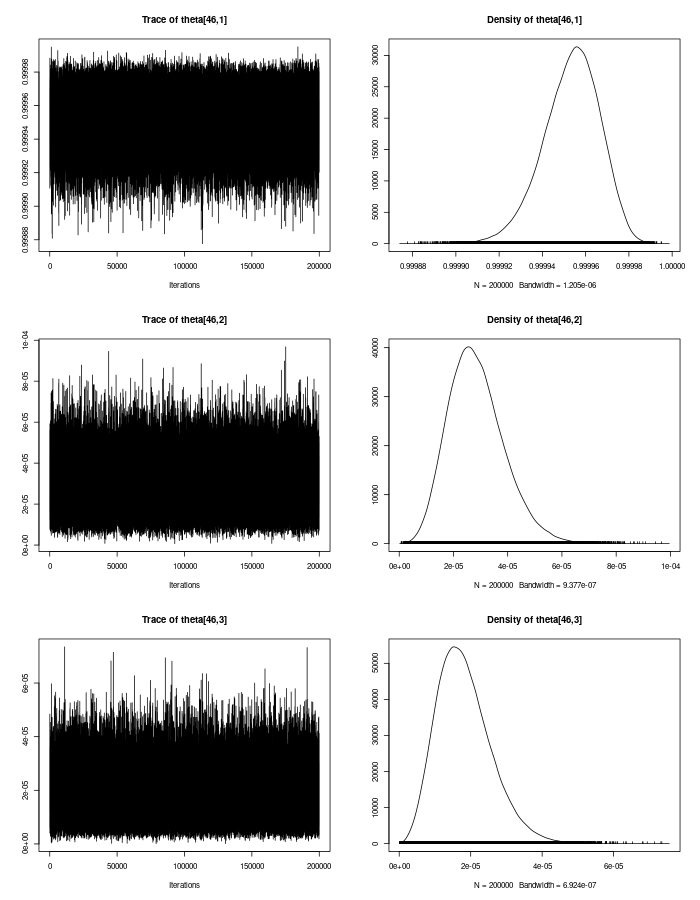 Trace of theta[46,1]
0.99988 0.99990 0.99992 0.99994 0.99996 0.99998
0 50000 100000 150000 200000
Iterations
Density of theta[46,1]
0 5000 10000 15000 20000 25000 30000
0.99988 0.99990 0.99992 0.99994 0.99996 0.99998 1.00000
N = 200000 Bandwidth = 1.205e-06
Trace of theta[46,2]
0e+00 2e-05 4e-05 6e-05 8e-05 1e-04
0 50000 100000 150000 200000
Iterations
Density of theta[46,2]
0 10000 20000 30000 40000
0e+00 2e-05 4e-05 6e-05 8e-05 1e-04
N = 200000 Bandwidth = 9.377e-07
Trace of theta[46,3]
0e+00 2e-05 4e-05 6e-05
0 50000 100000 150000 200000
Iterations
Density of theta[46,3]
0 10000 20000 30000 40000 50000
0e+00 2e-05 4e-05 6e-05
N = 200000 Bandwidth = 6.924e-07